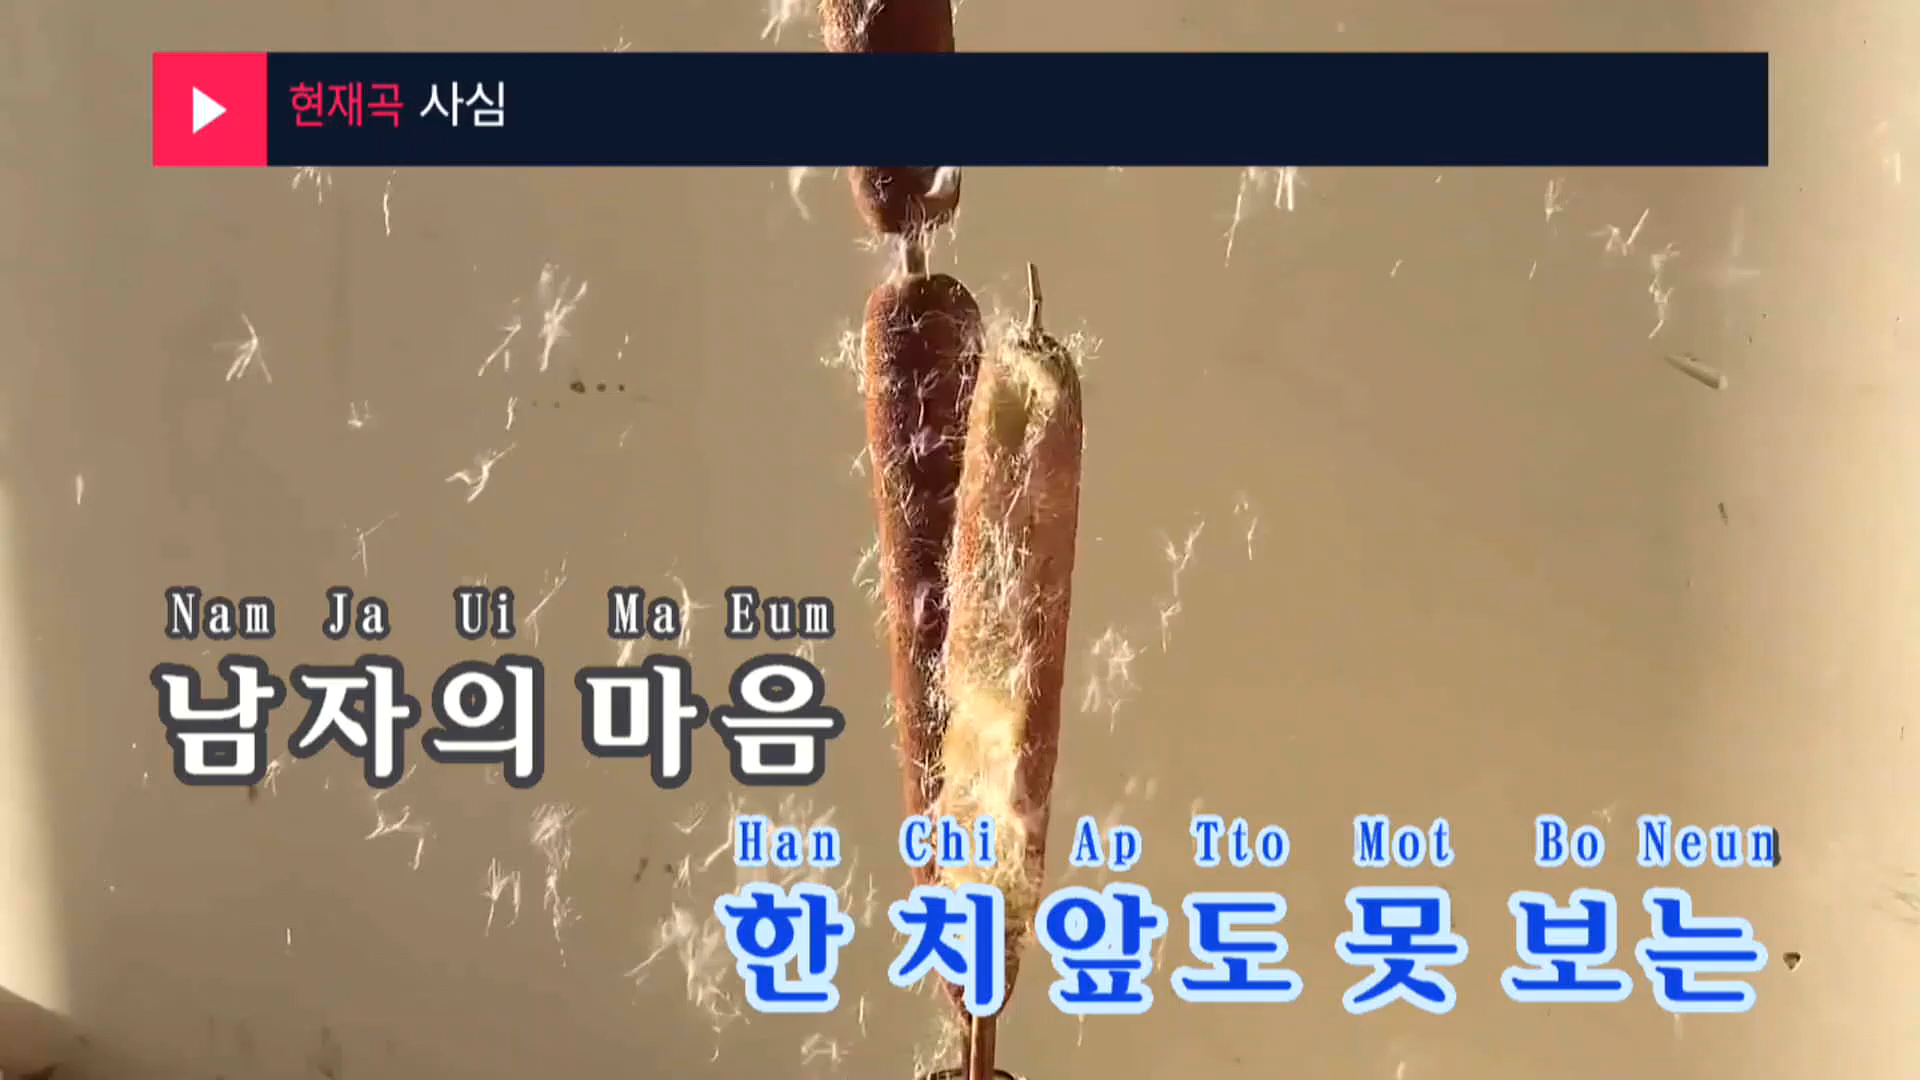 현재곡 사심
Nam Ja Ui Ma Eum
남자의 마음
Han Chi Ap Tto Mot Bo Neun
한 치 앞도 못 보는